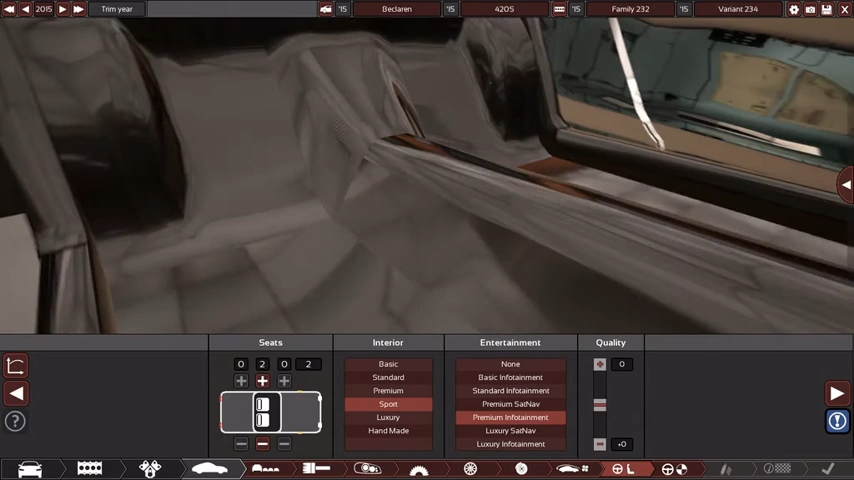 2015 Trim year '15 Beclaren '15 4205 '15 Family 232 '15 Variant 234
Seats
0 2 0 2
Interior
Basic
Standard
Premium
Sport
Luxury
Hand Made
Entertainment
None
Basic Infotainment
Standard Infotainment
Premium SatNav
Premium Infotainment
Luxury SatNav
Luxury Infotainment
Quality
0
+0